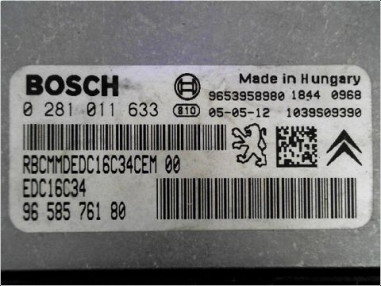 BOSCH
Made in Hungary
9653958980 1844 0968
0 281 011 633
810
05-05-12 1039S09390
RBCMMDEDC16C34CEM 00
EDC16C34
96 585 761 80